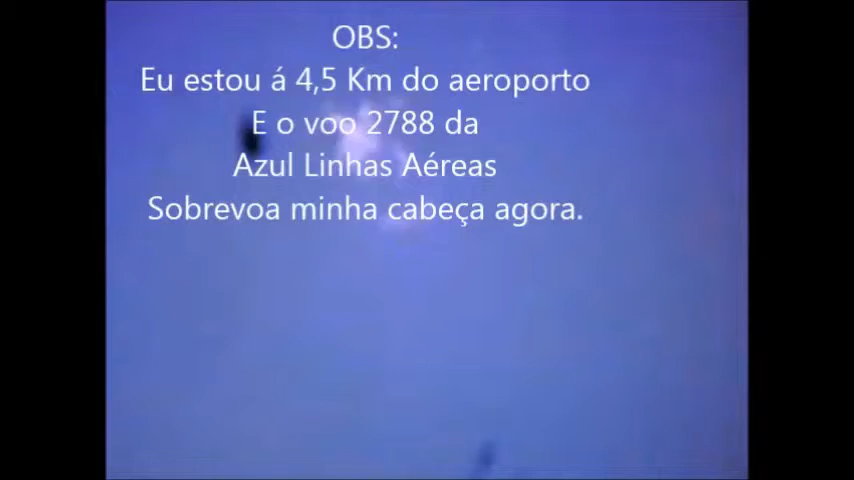 OBS:
Eu estou á 4,5 Km do aeroporto
E o voo 2788 da
Azul Linhas Aéreas
Sobrevoa minha cabeça agora.